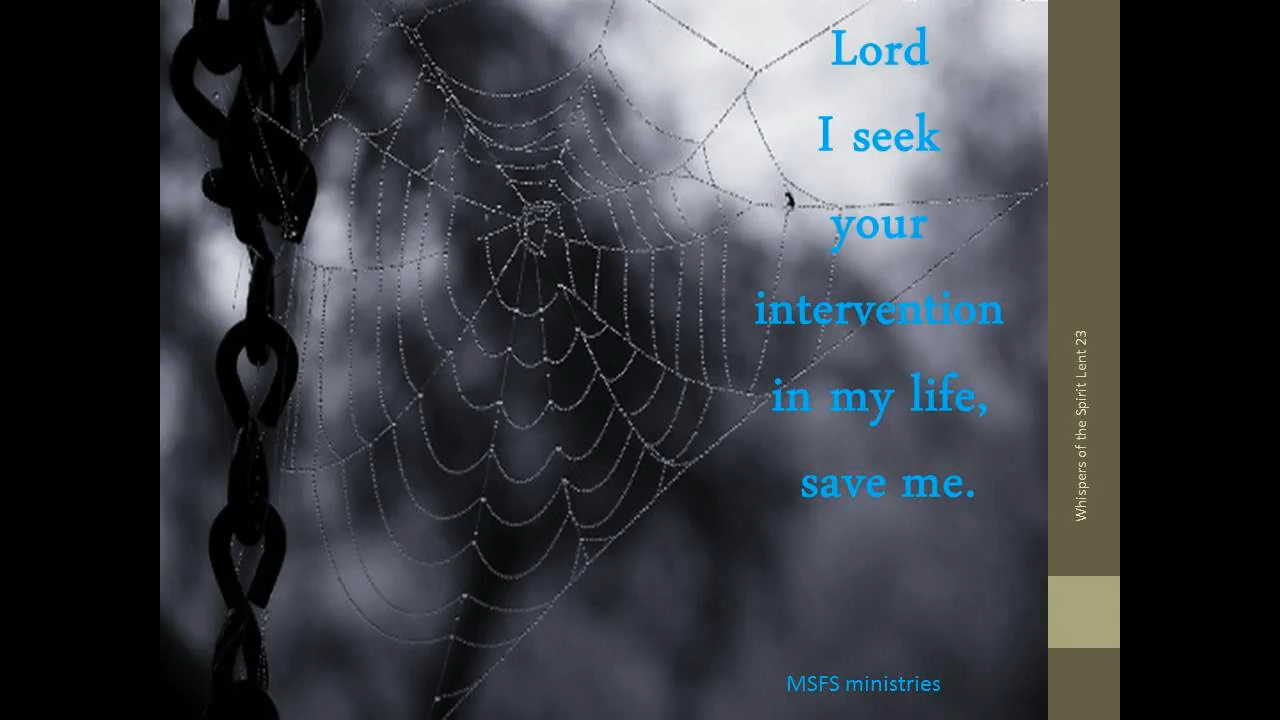 Lord
I seek
your
intervention
in my life,
save me.
MSFS ministries
Whispers of the Spirit Lent 23